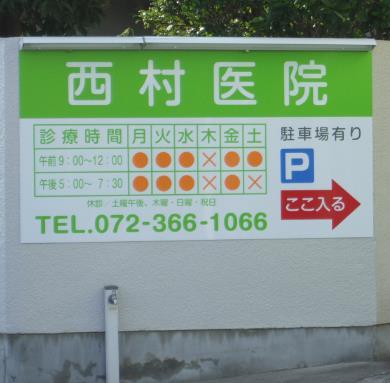 西村医院
診療時間 月 火 水 木 金 土
午前9:00〜12:00 ● ● ● × ● ●
午後5:00〜7:30 ● ● ● × ● ×
休診／土曜午後、木曜・日曜・祝日
TEL.072-366-1066
駐車場有り
P
ここ入る